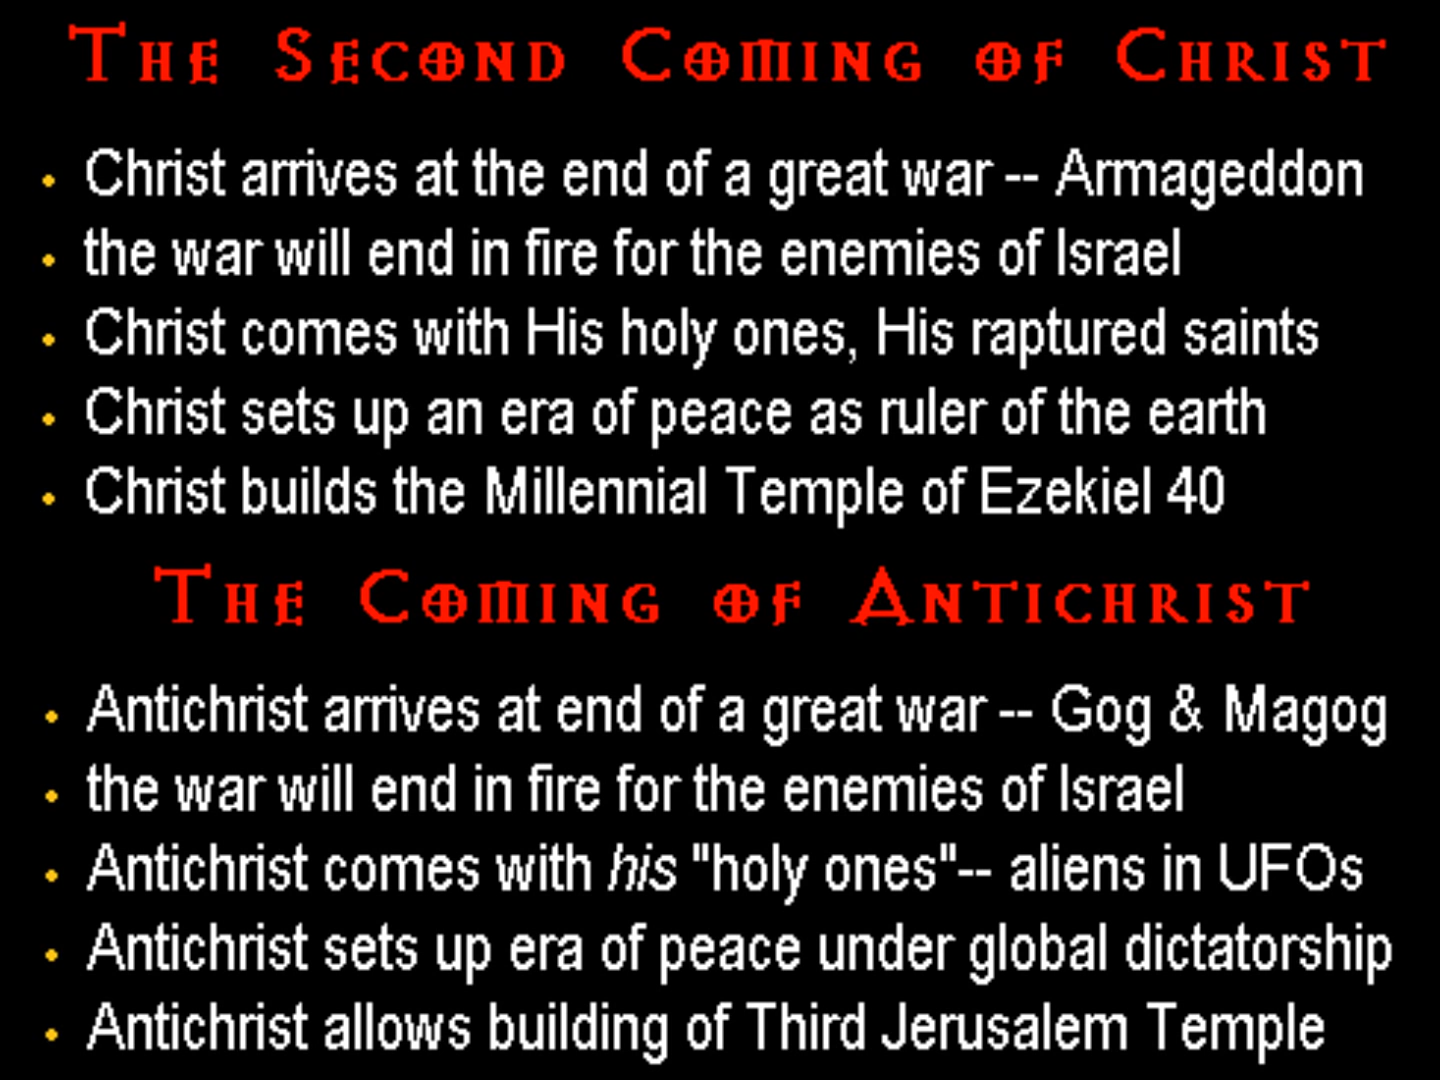 The Second Coming of Christ
• Christ arrives at the end of a great war -- Armageddon
• the war will end in fire for the enemies of Israel
• Christ comes with His holy ones, His raptured saints
• Christ sets up an era of peace as ruler of the earth
• Christ builds the Millennial Temple of Ezekiel 40
The Coming of Antichrist
• Antichrist arrives at end of a great war -- Gog & Magog
• the war will end in fire for the enemies of Israel
• Antichrist comes with his "holy ones"-- aliens in UFOs
• Antichrist sets up era of peace under global dictatorship
• Antichrist allows building of Third Jerusalem Temple